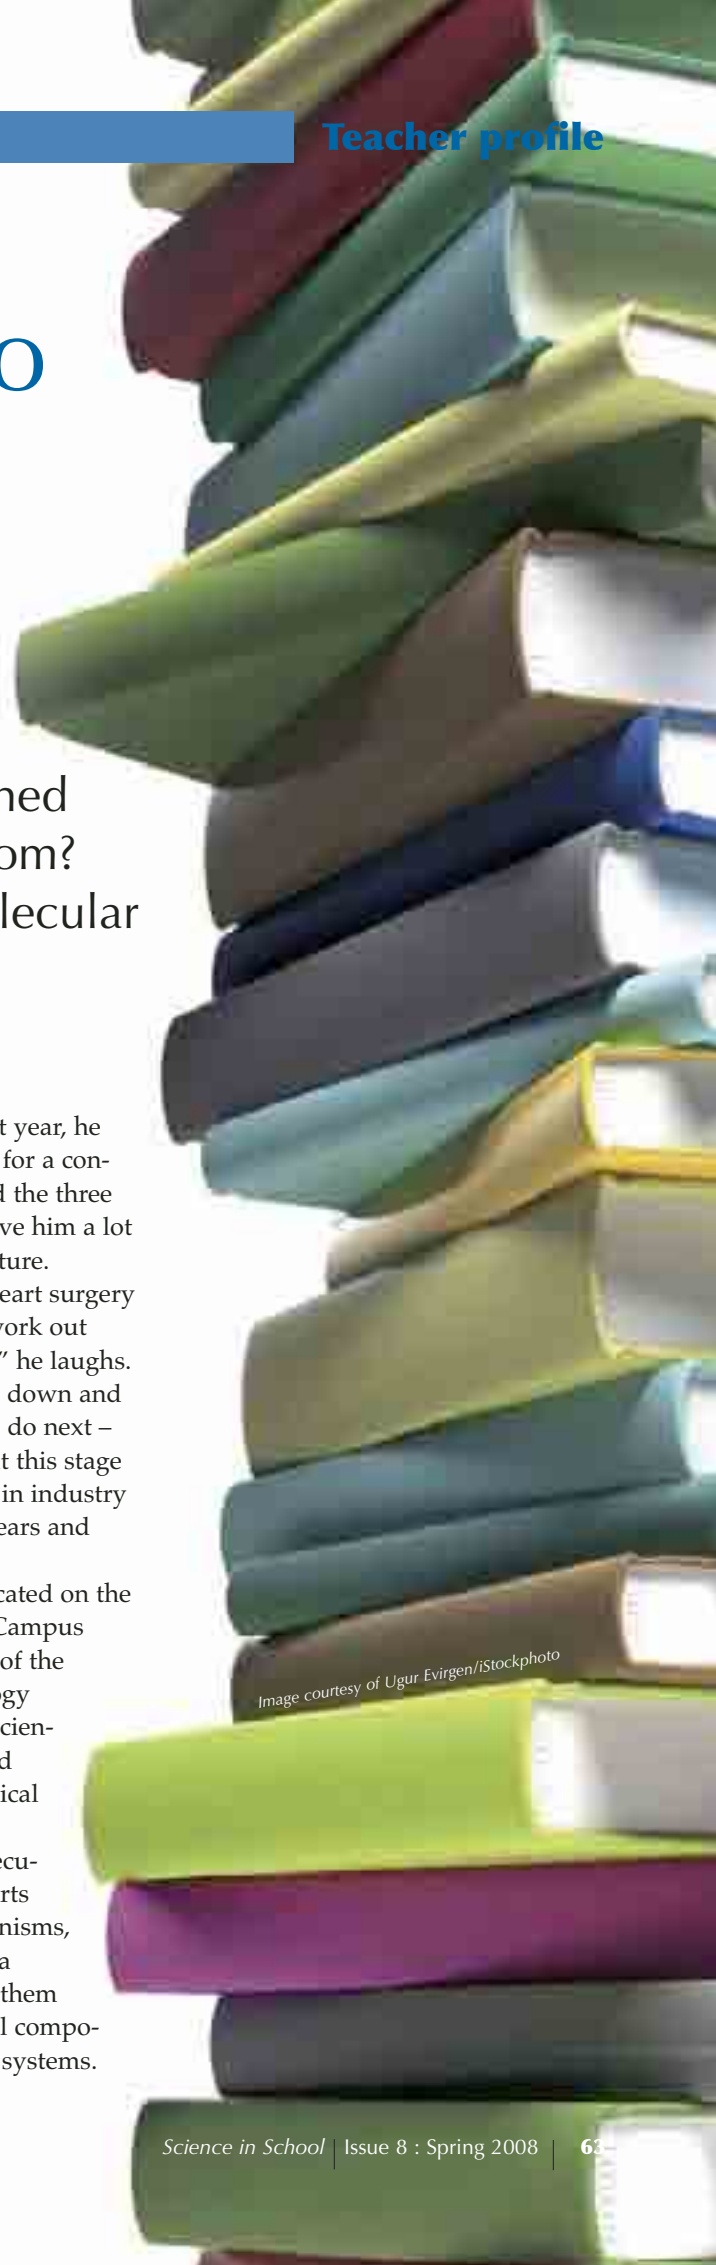 Teacher profile
o
ned
om?
lecular
t year, he
for a con-
d the three
ve him a lot
ture.
eart surgery
work out
” he laughs.
down and
do next –
t this stage
in industry
ears and
cated on the
Campus
of the
ogy
cien-
d
ical
ecu-
rts
nisms,
a
them
l compo-
systems.
Image courtesy of Ugur Evirgen/iStockphoto
Science in School | Issue 8 : Spring 2008 | 63